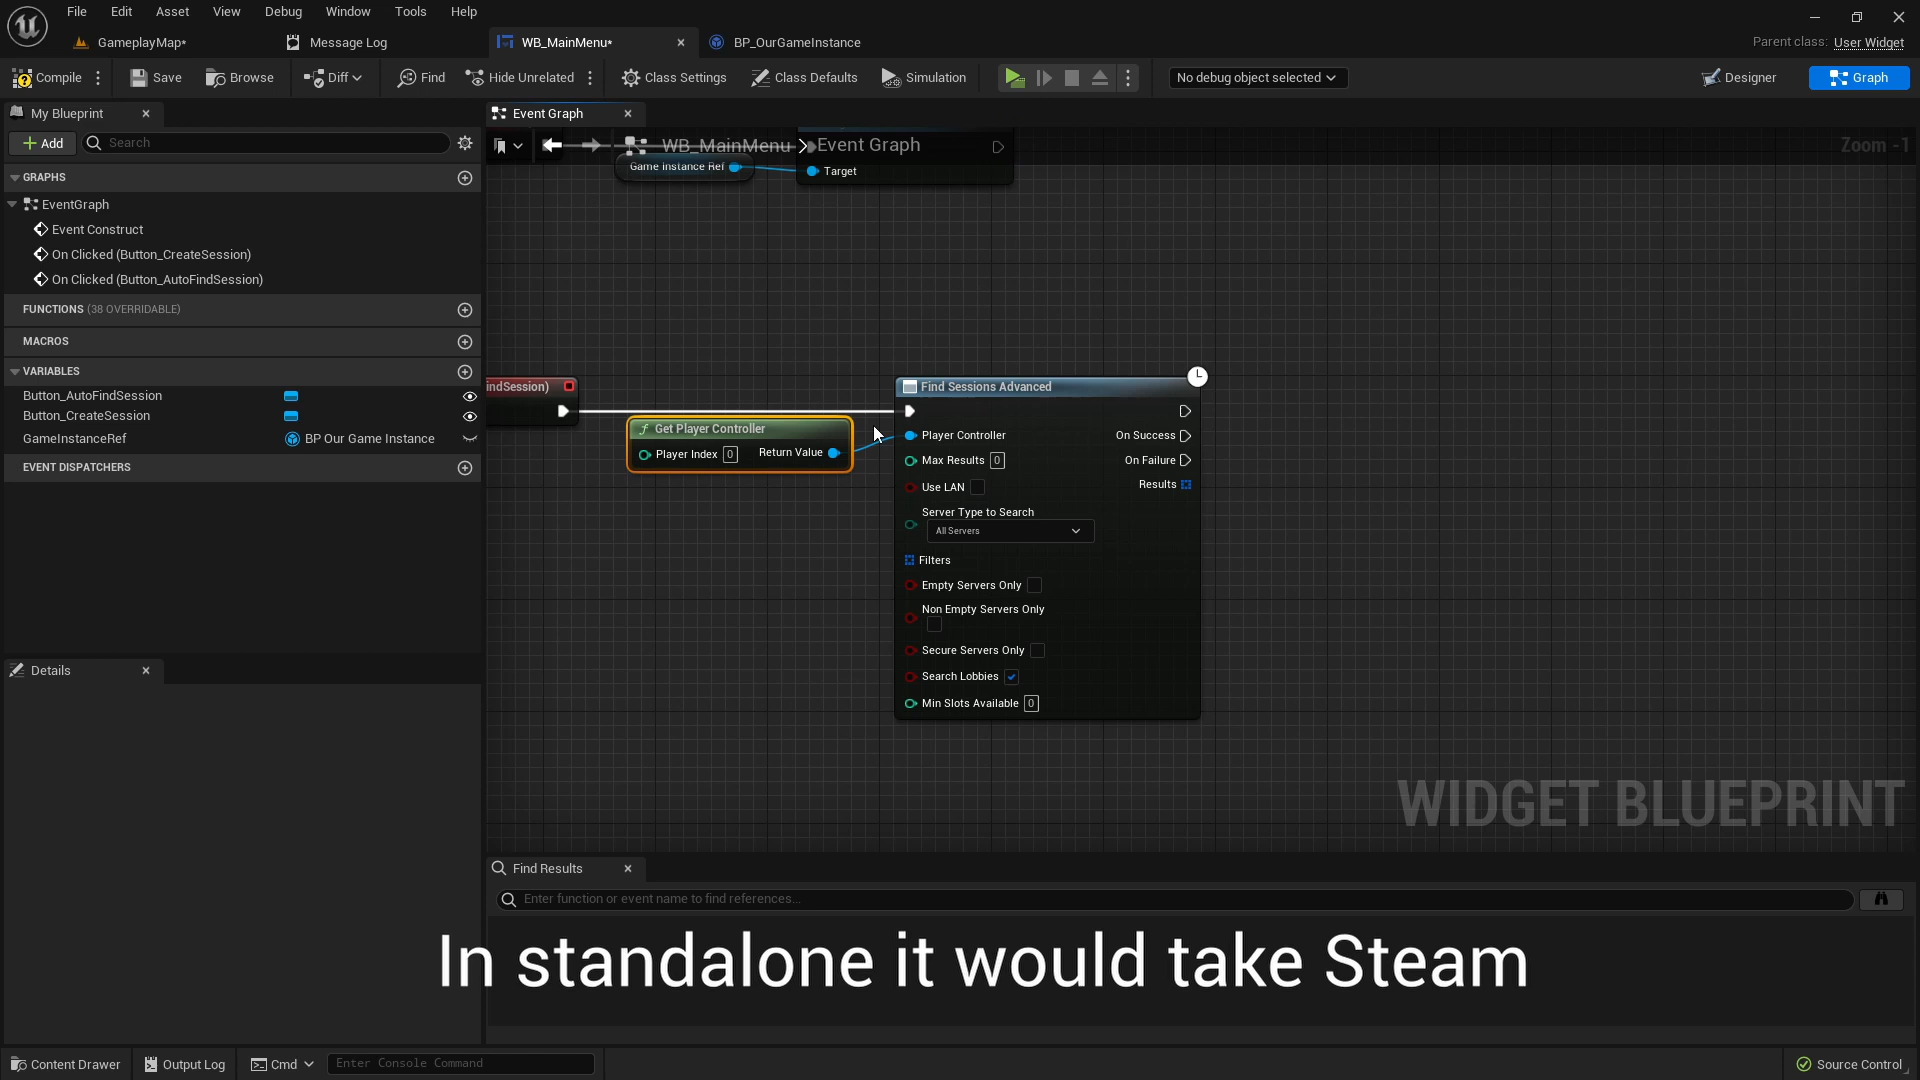 File Edit Asset View Debug Window Tools Help
GameplayMap* Message Log WB_MainMenu* BP_OurGameInstance Parent class: User Widget
Compile Save Browse Diff Find Hide Unrelated Class Settings Class Defaults Simulation No debug object selected Designer Graph
My Blueprint
Event Graph
Add Search
WB_MainMenu > Event Graph
Zoom -1
Game Instance Ref
Target
GRAPHS
EventGraph
Event Construct
On Clicked (Button_CreateSession)
On Clicked (Button_AutoFindSession)
FUNCTIONS (38 OVERRIDABLE)
MACROS
VARIABLES
Button_AutoFindSession
Button_CreateSession
GameInstanceRef BP Our Game Instance
EVENT DISPATCHERS
Details
indSession)
Get Player Controller
Player Index 0 Return Value
Find Sessions Advanced
Player Controller On Success
Max Results 0 On Failure
Use LAN Results
Server Type to Search
All Servers
Filters
Empty Servers Only
Non Empty Servers Only
Secure Servers Only
Search Lobbies
Min Slots Available 0
WIDGET BLUEPRINT
Find Results
Enter function or event name to find references...
In standalone it would take Steam
Content Drawer Output Log Cmd Enter Console Command Source Control